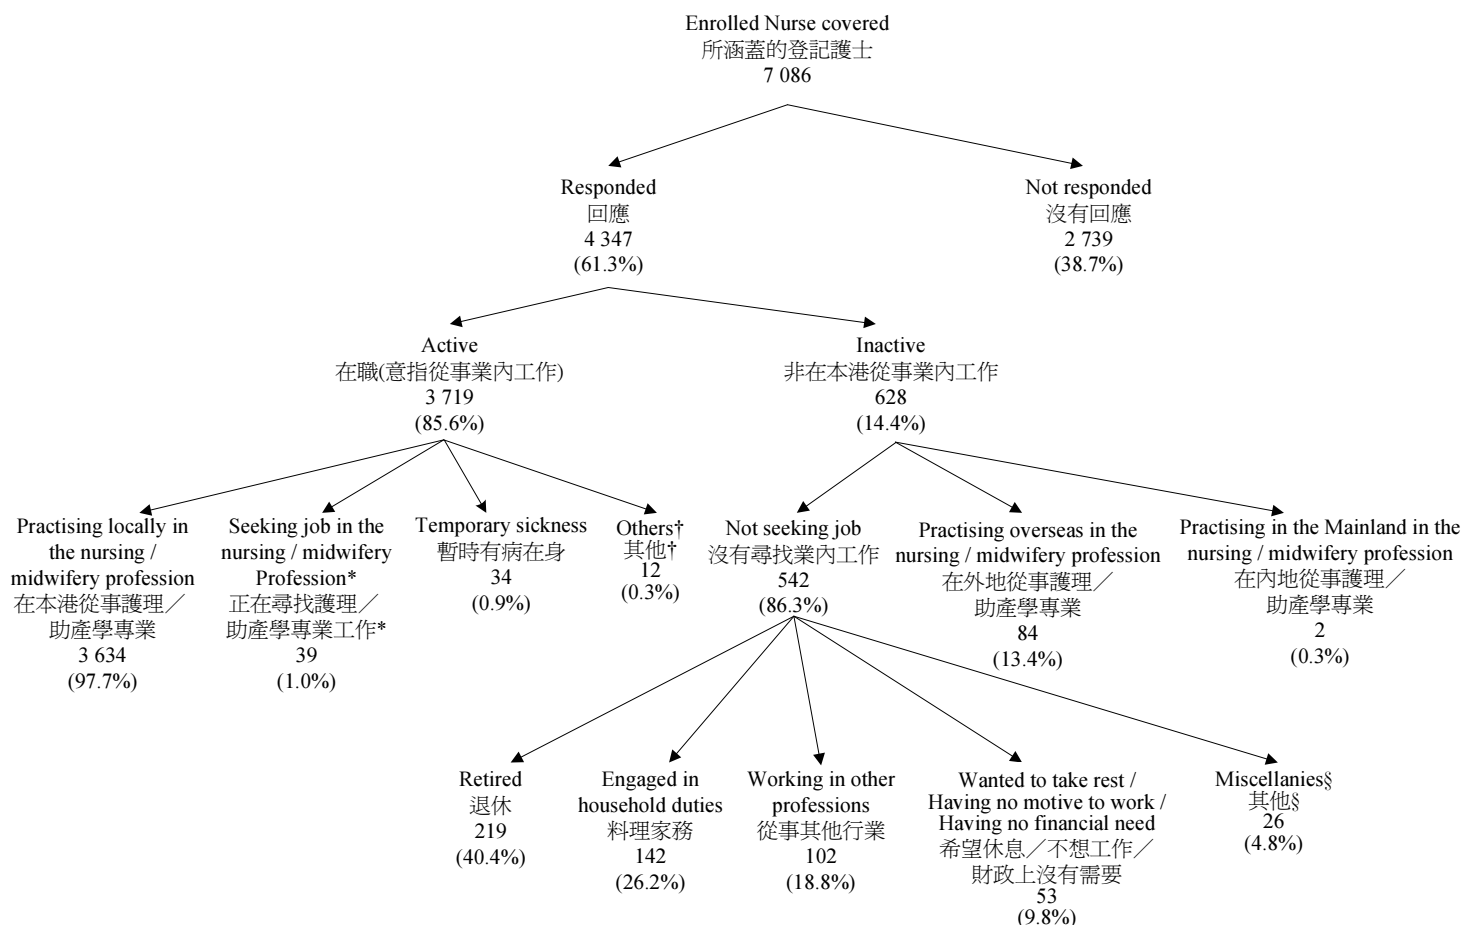 Enrolled Nurse covered
所涵蓋的登記護士
7 086
Responded
回應
4 347
(61.3%)
Not responded
沒有回應
2 739
(38.7%)
Active
在職(意指從事業內工作)
3 719
(85.6%)
Inactive
非在本港從事業內工作
628
(14.4%)
Practising locally in
the nursing /
midwifery profession
在本港從事護理／
助產學專業
3 634
(97.7%)
Seeking job in the
nursing / midwifery
Profession*
正在尋找護理／
助產學專業工作*
39
(1.0%)
Temporary sickness
暫時有病在身
34
(0.9%)
Others†
其他†
12
(0.3%)
Not seeking job
沒有尋找業內工作
542
(86.3%)
Practising overseas in the
nursing / midwifery profession
在外地從事護理／
助產學專業
84
(13.4%)
Practising in the Mainland in the
nursing / midwifery profession
在內地從事護理／
助產學專業
2
(0.3%)
Retired
退休
219
(40.4%)
Engaged in
household duties
料理家務
142
(26.2%)
Working in other
professions
從事其他行業
102
(18.8%)
Wanted to take rest /
Having no motive to work /
Having no financial need
希望休息／不想工作／
財政上沒有需要
53
(9.8%)
Miscellanies§
其他§
26
(4.8%)